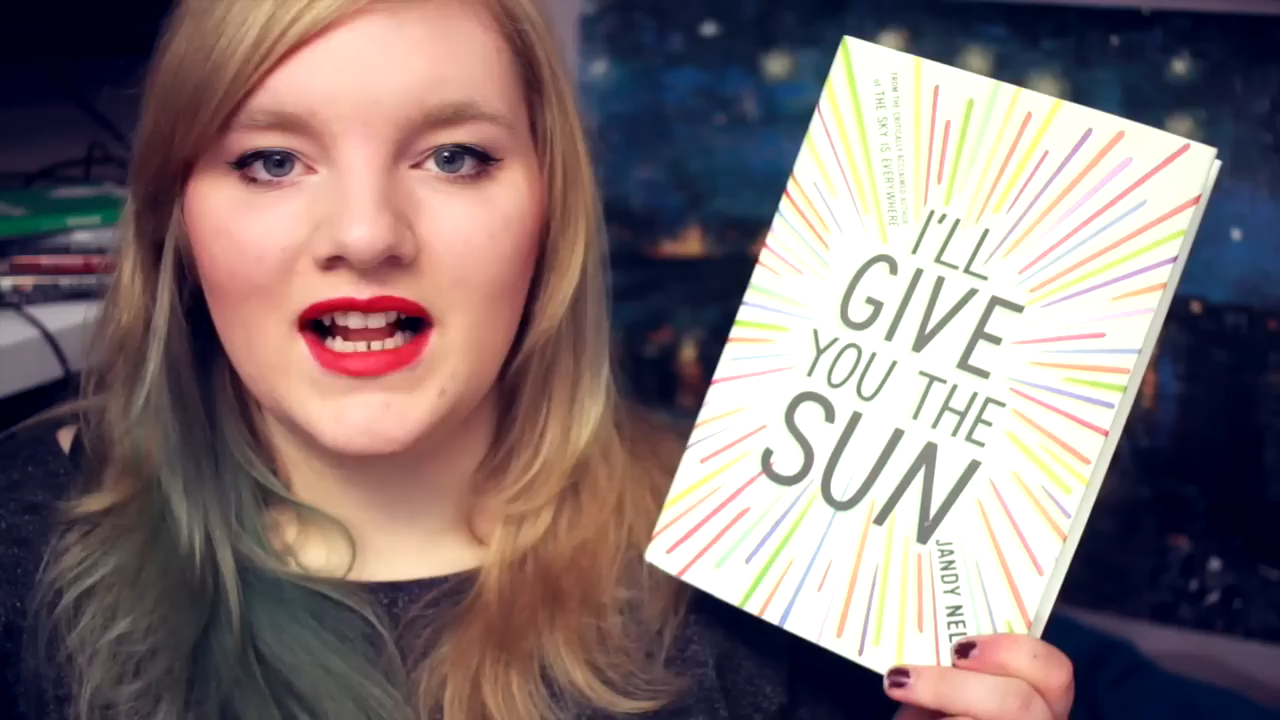 FROM THE CRITICALLY ACCLAIMED AUTHOR
of THE SKY IS EVERYWHERE
I'LL
GIVE
YOU THE
SUN
JANDY NEL